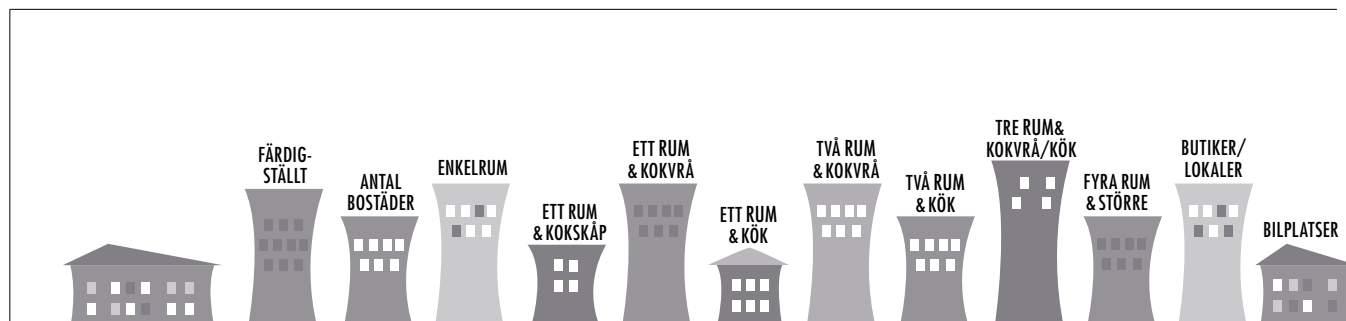 FÄRDIG-
STÄLLT
ANTAL
BOSTÄDER
ENKELRUM
ETT RUM
& KOKSKÅP
ETT RUM
& KOKVRÅ
ETT RUM
& KÖK
TVÅ RUM
& KOKVRÅ
TVÅ RUM
& KÖK
TRE RUM&
KOKVRÅ/KÖK
FYRA RUM
& STÖRRE
BUTIKER/
LOKALER
BILPLATSER